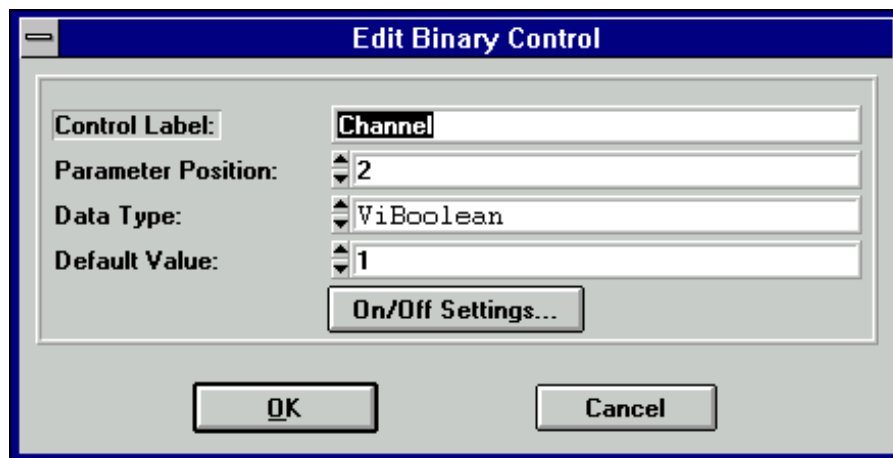 Edit Binary Control
Control Label: Channel
Parameter Position: 2
Data Type: ViBoolean
Default Value: 1
On/Off Settings...
OK Cancel